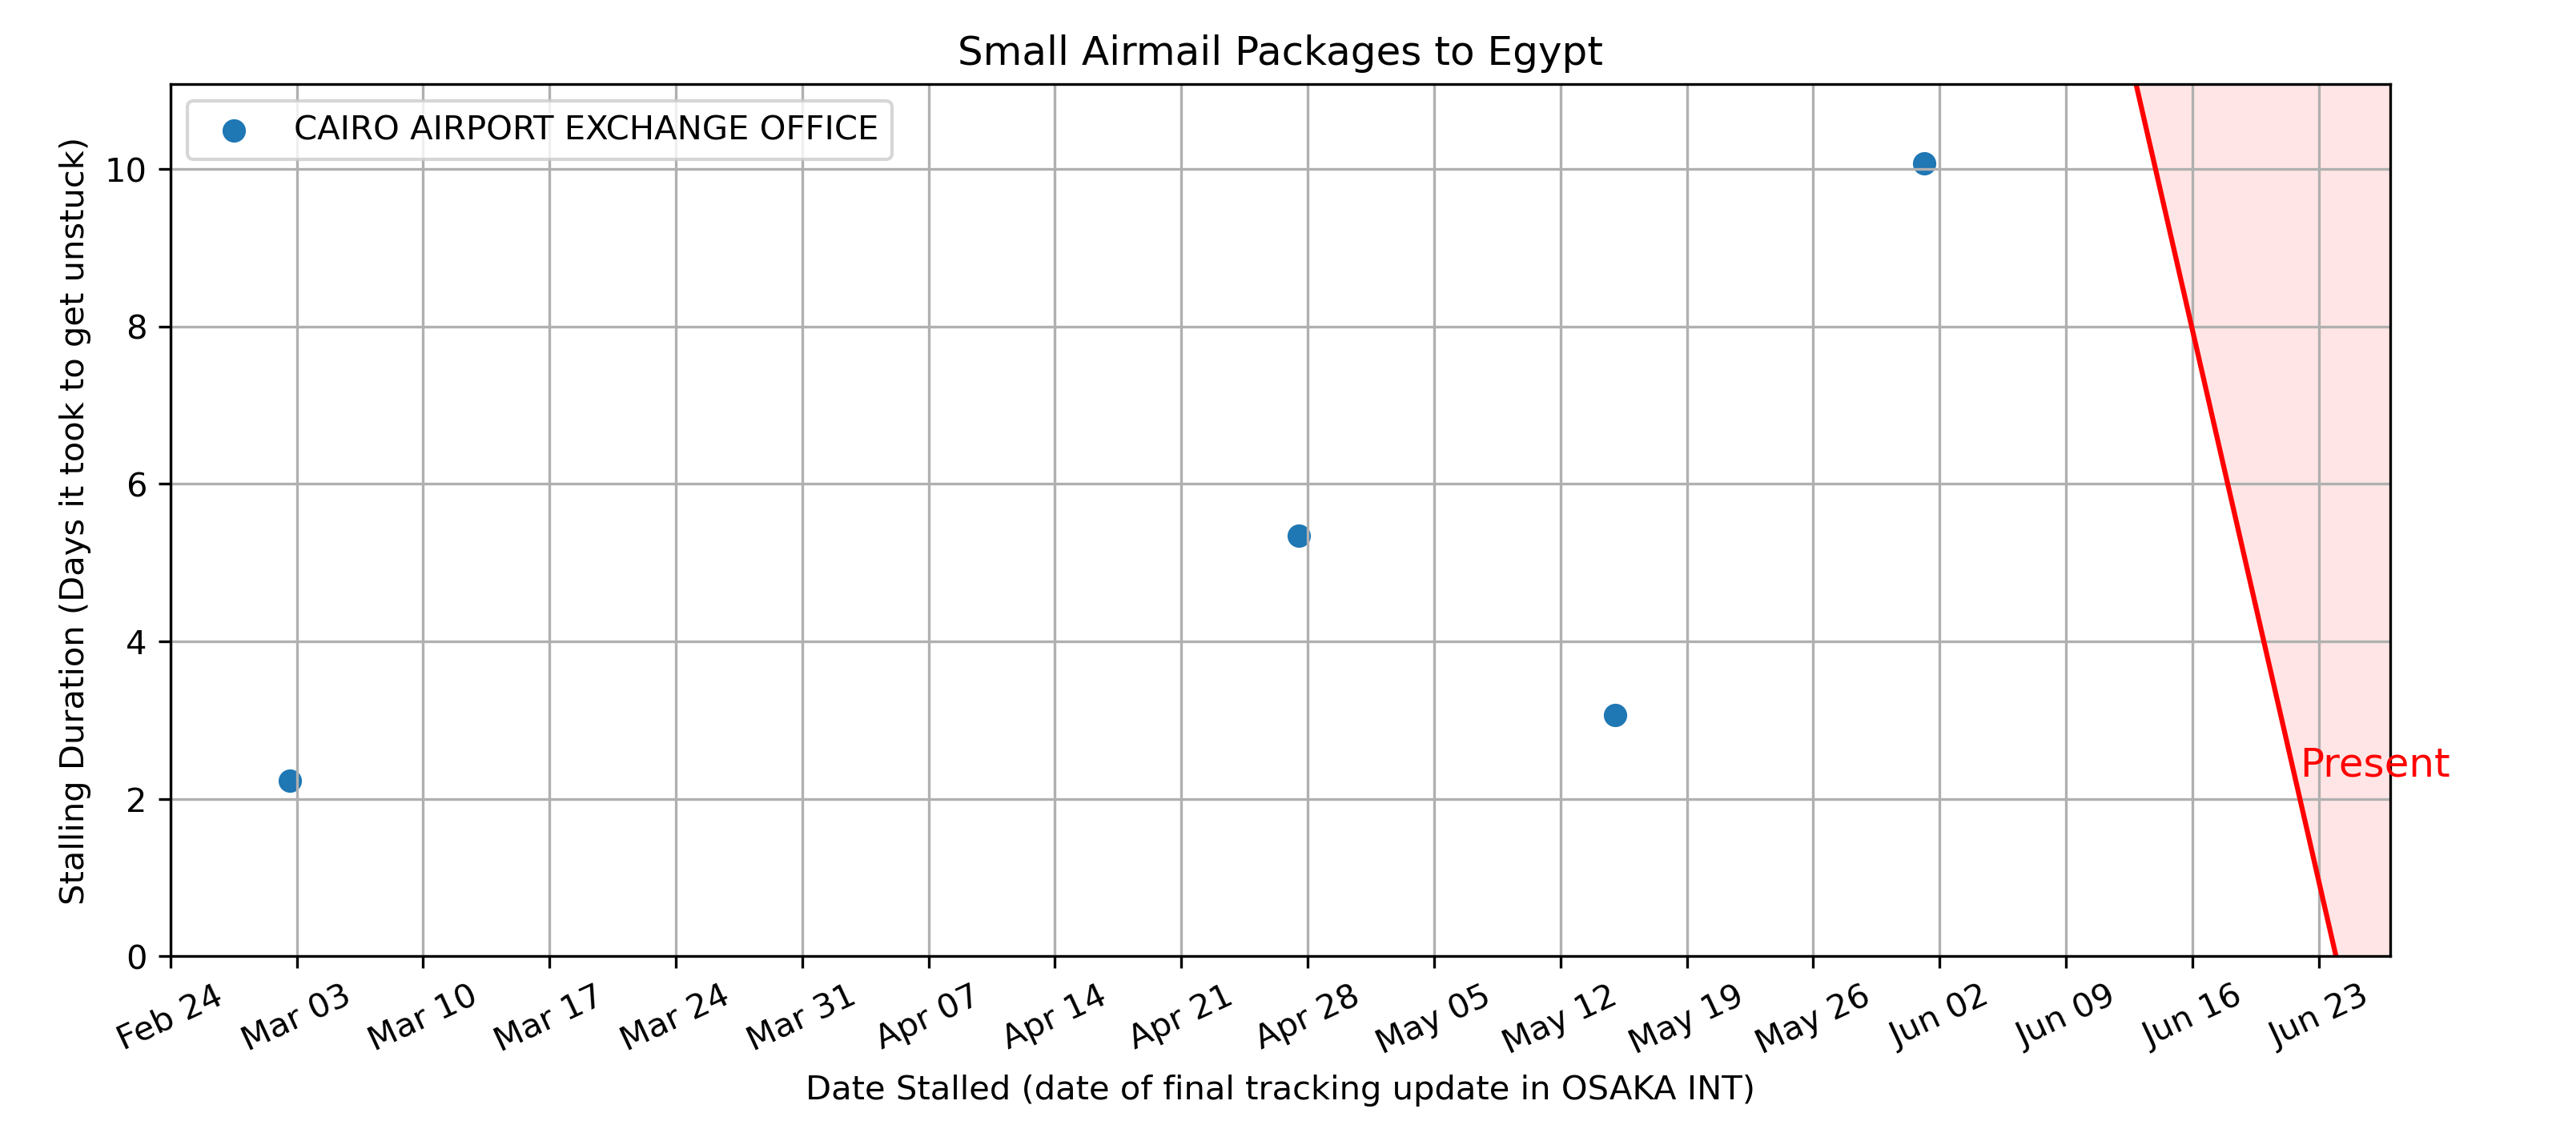 Small Airmail Packages to Egypt
CAIRO AIRPORT EXCHANGE OFFICE
Stalling Duration (Days it took to get unstuck)
10
8
6
4
2
0
Present
Feb 24
Mar 03
Mar 10
Mar 17
Mar 24
Mar 31
Apr 07
Apr 14
Apr 21
Apr 28
May 05
May 12
May 19
May 26
Jun 02
Jun 09
Jun 16
Jun 23
Date Stalled (date of final tracking update in OSAKA INT)